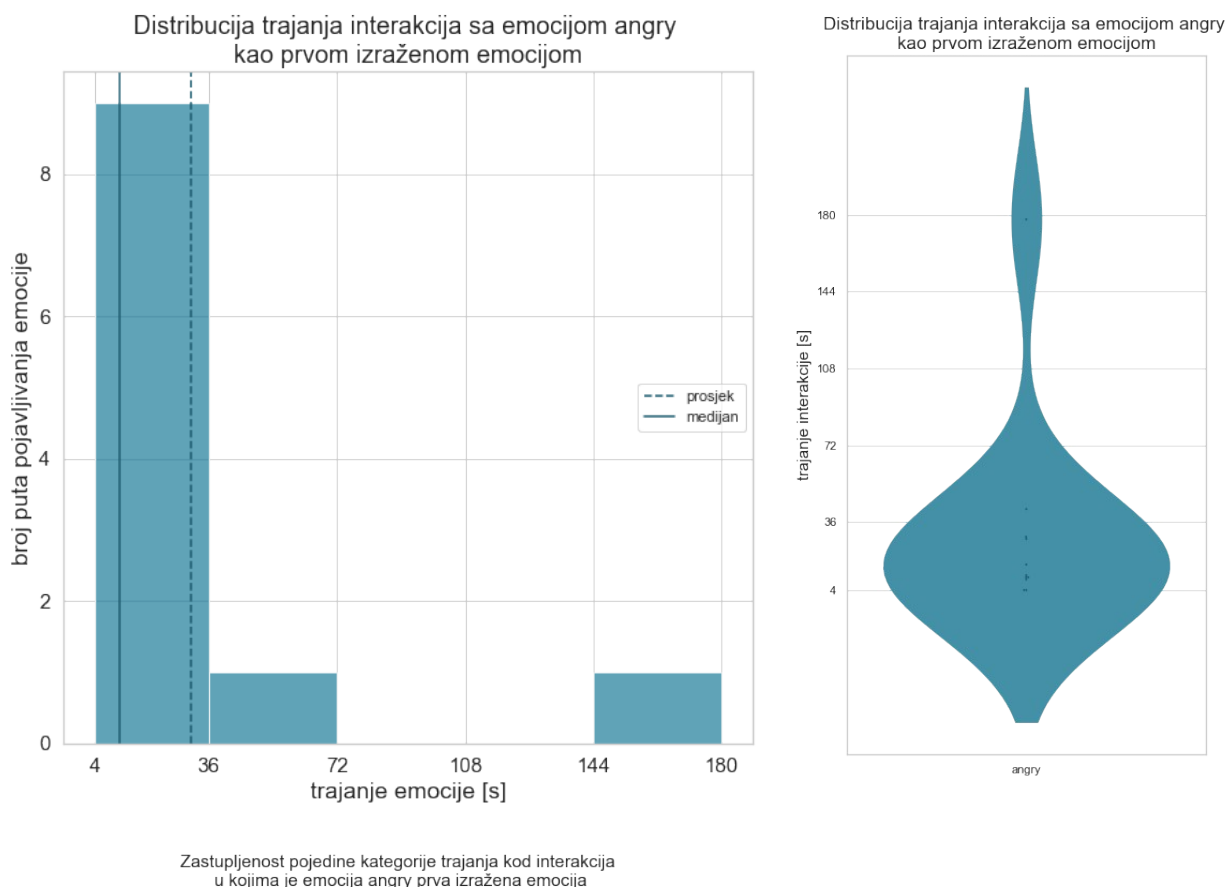 Distribucija trajanja interakcija sa emocijom angry
kao prvom izraženom emocijom
broj puta pojavljivanja emocije
8
6
4
2
0
4 36 72 108 144 180
trajanje emocije [s]
prosjek
medijan
Distribucija trajanja interakcija sa emocijom angry
kao prvom izraženom emocijom
trajanje interakcije [s]
180
144
108
72
36
4
angry
Zastupljenost pojedine kategorije trajanja kod interakcija
u kojima je emocija angry prva izražena emocija